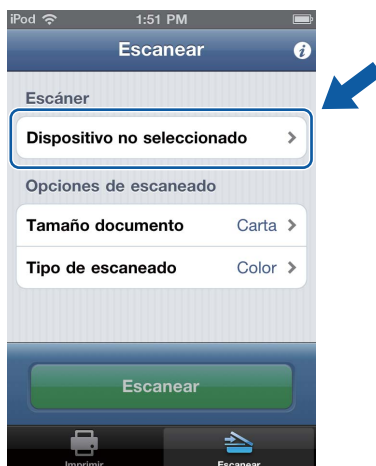 iPod 1:51 PM
Escanear
Escáner
Dispositivo no seleccionado
Opciones de escaneado
Tamaño documento Carta
Tipo de escaneado Color
Escanear
Imprimir Escanear